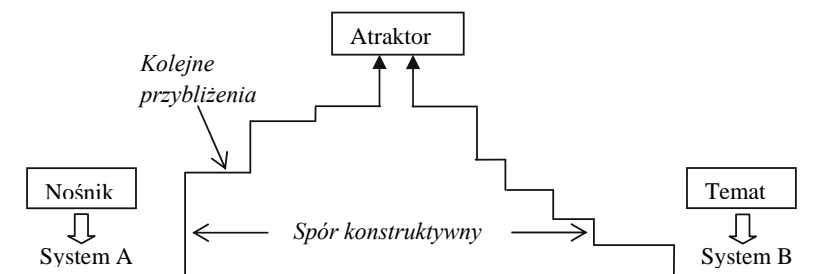 Atraktor
Kolejne
przybliżenia
Nośnik
Temat
Spór konstruktywny
System A
System B